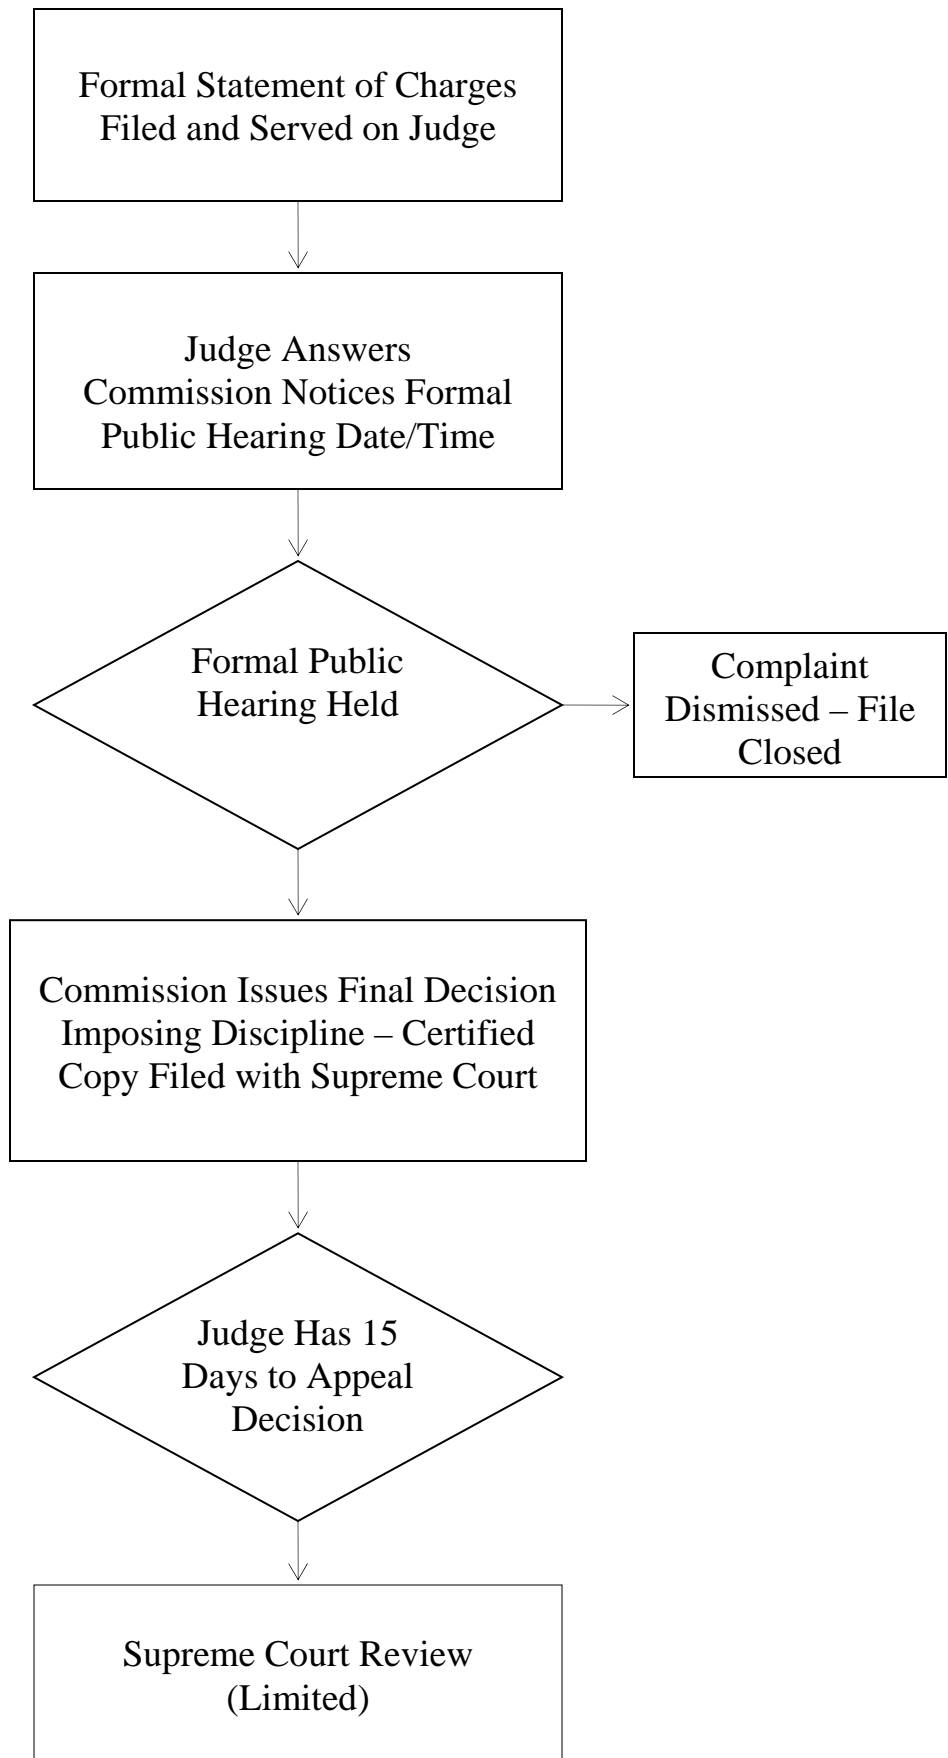 Formal Statement of Charges
Filed and Served on Judge
Judge Answers
Commission Notices Formal
Public Hearing Date/Time
Formal Public
Hearing Held
Complaint
Dismissed – File
Closed
Commission Issues Final Decision
Imposing Discipline – Certified
Copy Filed with Supreme Court
Judge Has 15
Days to Appeal
Decision
Supreme Court Review
(Limited)